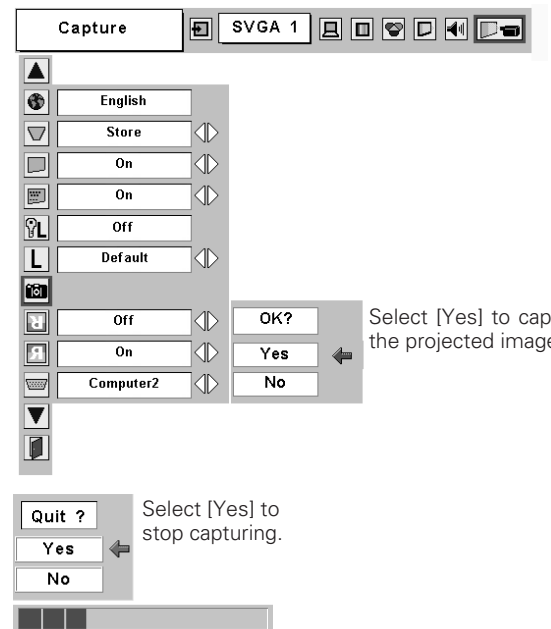 Capture
SVGA 1
English
Store
On
On
L
Off
L
Default
Off
On
Computer2
OK?
Yes
No
Select [Yes] to cap
the projected image
Quit ?
Yes
No
Select [Yes] to
stop capturing.